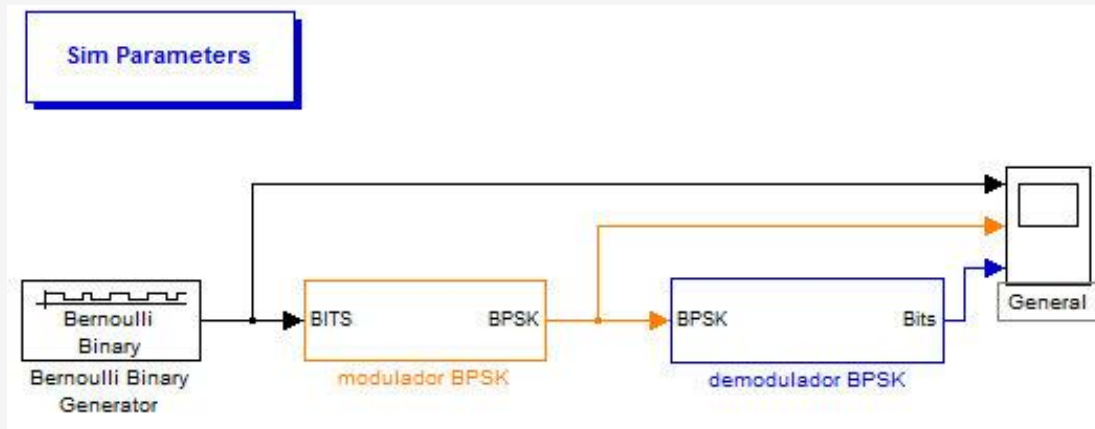 Sim Parameters
Bernoulli
Binary
Bernoulli Binary
Generator
BITS
BPSK
modulador BPSK
BPSK
Bits
demodulador BPSK
General